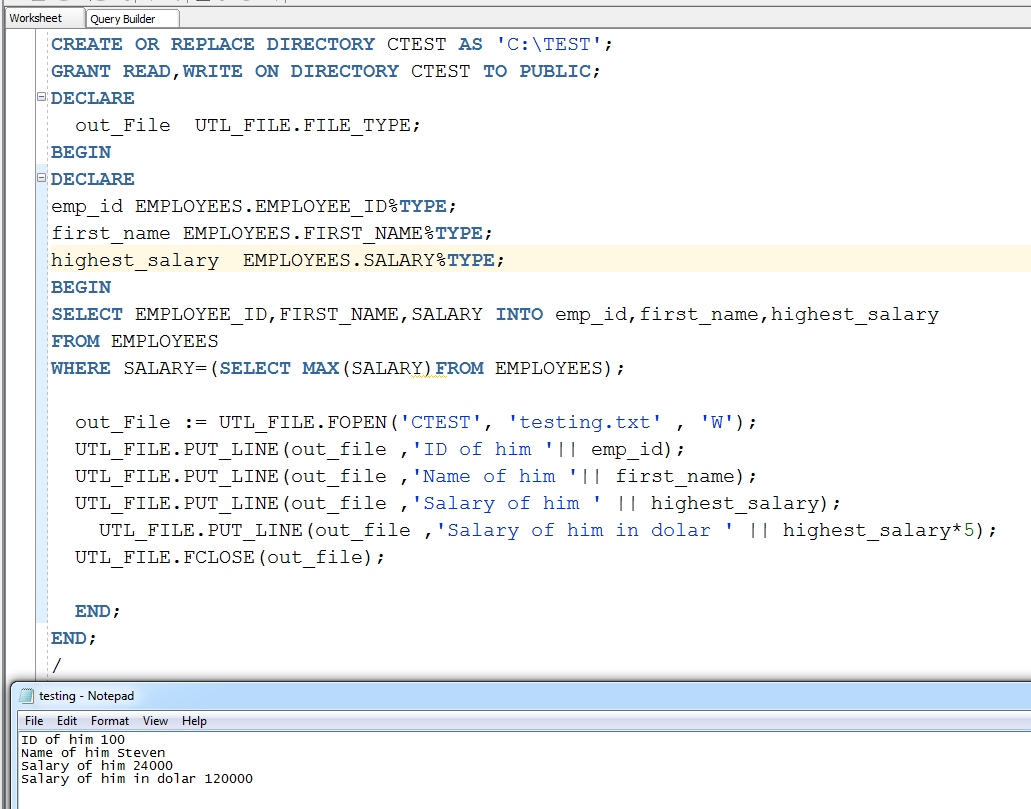 Worksheet Query Builder
CREATE OR REPLACE DIRECTORY CTEST AS 'C:\TEST';
GRANT READ,WRITE ON DIRECTORY CTEST TO PUBLIC;
DECLARE
out_File UTL_FILE.FILE_TYPE;
BEGIN
DECLARE
emp_id EMPLOYEES.EMPLOYEE_ID%TYPE;
first_name EMPLOYEES.FIRST_NAME%TYPE;
highest_salary EMPLOYEES.SALARY%TYPE;
BEGIN
SELECT EMPLOYEE_ID,FIRST_NAME,SALARY INTO emp_id,first_name,highest_salary
FROM EMPLOYEES
WHERE SALARY=(SELECT MAX(SALARY)FROM EMPLOYEES);
out_File := UTL_FILE.FOPEN('CTEST', 'testing.txt' , 'W');
UTL_FILE.PUT_LINE(out_file ,'ID of him '|| emp_id);
UTL_FILE.PUT_LINE(out_file ,'Name of him '|| first_name);
UTL_FILE.PUT_LINE(out_file ,'Salary of him ' || highest_salary);
UTL_FILE.PUT_LINE(out_file ,'Salary of him in dolar ' || highest_salary*5);
UTL_FILE.FCLOSE(out_file);
END;
END;
/
testing - Notepad
File Edit Format View Help
ID of him 100
Name of him Steven
Salary of him 24000
Salary of him in dolar 120000